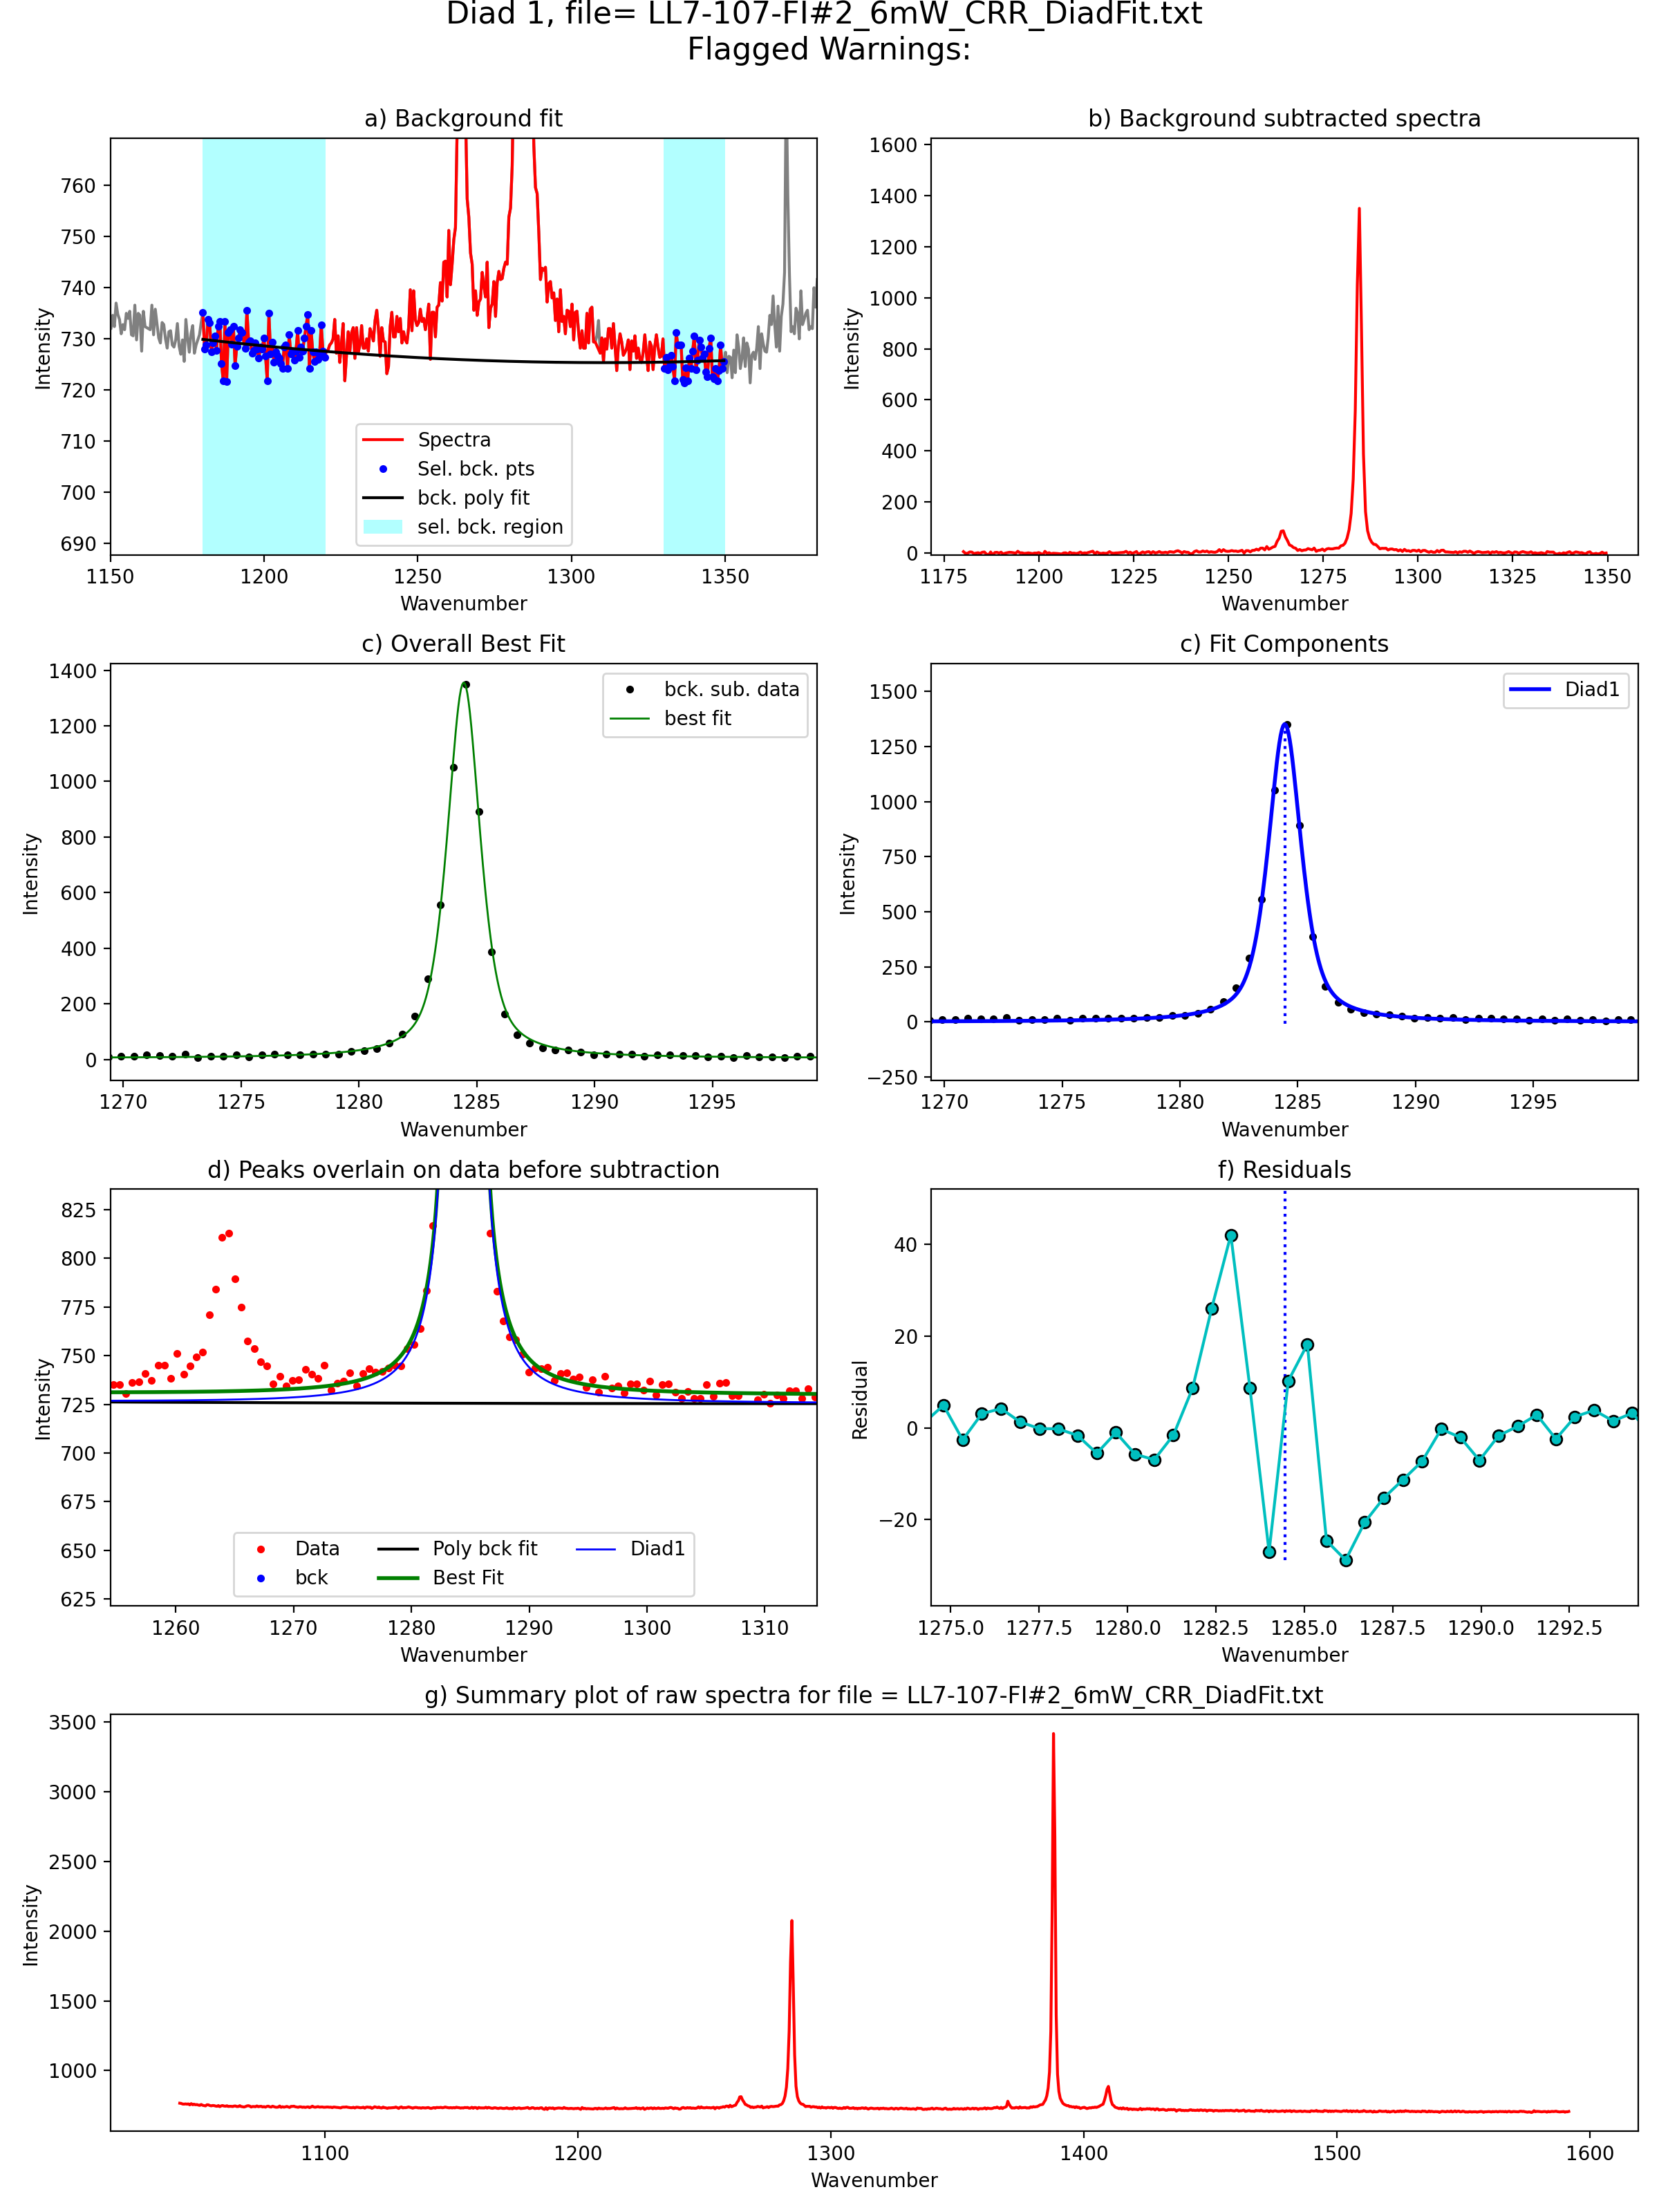 Diad 1, file= LL7-107-FI#2_6mW_CRR_DiadFit.txt
Flagged Warnings:
a) Background fit
760
750
740
730
720
710
700
690
Intensity
Spectra
Sel. bck. pts
bck. poly fit
sel. bck. region
1150 1200 1250 1300 1350
Wavenumber
b) Background subtracted spectra
1600
1400
1200
1000
800
600
400
200
0
Intensity
1175 1200 1225 1250 1275 1300 1325 1350
Wavenumber
c) Overall Best Fit
1400
1200
1000
800
600
400
200
0
Intensity
bck. sub. data
best fit
1270 1275 1280 1285 1290 1295
Wavenumber
c) Fit Components
1500
1250
1000
750
500
250
0
−250
Intensity
Diad1
1270 1275 1280 1285 1290 1295
Wavenumber
d) Peaks overlain on data before subtraction
825
800
775
750
725
700
675
650
625
Intensity
Data Poly bck fit Diad1
bck Best Fit
1260 1270 1280 1290 1300 1310
Wavenumber
f) Residuals
40
20
0
−20
Residual
1275.0 1277.5 1280.0 1282.5 1285.0 1287.5 1290.0 1292.5
Wavenumber
g) Summary plot of raw spectra for file = LL7-107-FI#2_6mW_CRR_DiadFit.txt
3500
3000
2500
2000
1500
1000
Intensity
1100 1200 1300 1400 1500 1600
Wavenumber